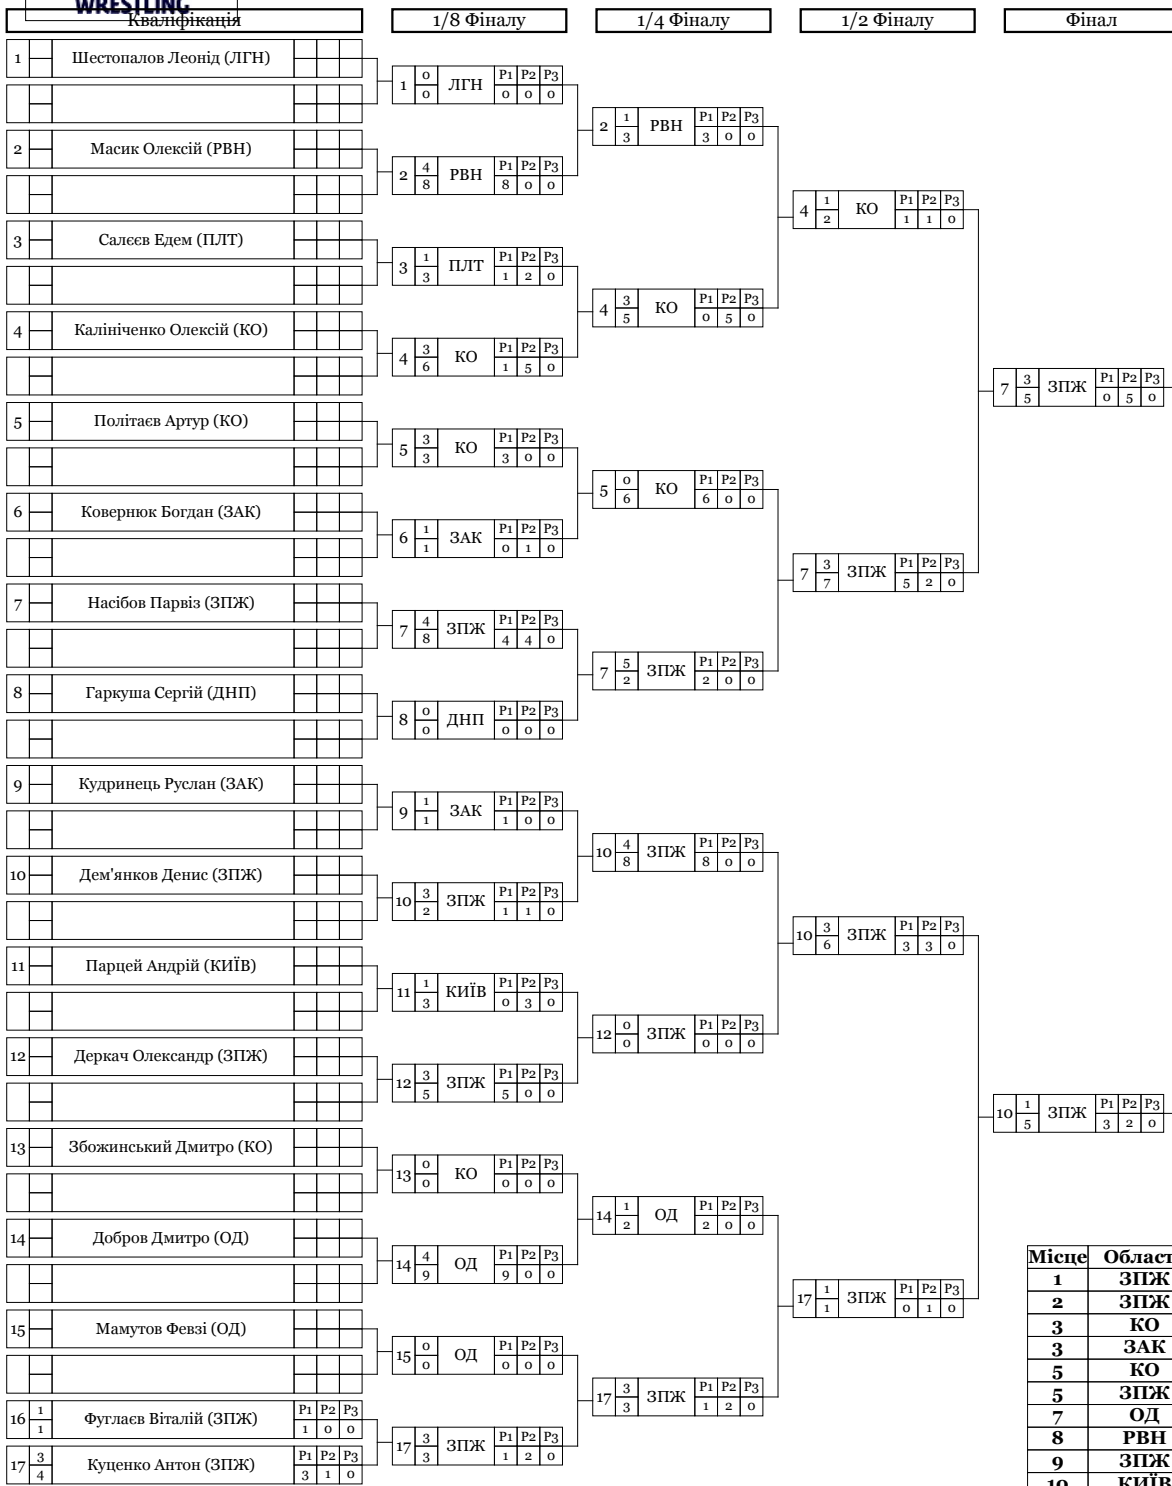 WRESTLING
Кваліфікація 1/8 Фіналу 1/4 Фіналу 1/2 Фіналу Фінал
1 Шестопалов Леонід (ЛГН)
1 0 0 ЛГН P1 P2 P3 0 0 0
2 1 3 РВН P1 P2 P3 3 0 0
2 Масик Олексій (РВН)
2 4 8 РВН P1 P2 P3 8 0 0
4 1 2 КО P1 P2 P3 1 1 0
3 Салєєв Едем (ПЛТ)
3 1 3 ПЛТ P1 P2 P3 1 2 0
4 3 5 КО P1 P2 P3 0 5 0
4 Калініченко Олексій (КО)
4 3 6 КО P1 P2 P3 1 5 0
7 3 5 ЗПЖ P1 P2 P3 0 5 0
5 Політаєв Артур (КО)
5 3 3 КО P1 P2 P3 3 0 0
5 0 6 КО P1 P2 P3 6 0 0
6 Ковернюк Богдан (ЗАК)
6 1 1 ЗАК P1 P2 P3 0 1 0
7 3 7 ЗПЖ P1 P2 P3 5 2 0
7 Насібов Парвіз (ЗПЖ)
7 4 8 ЗПЖ P1 P2 P3 4 4 0
7 5 2 ЗПЖ P1 P2 P3 2 0 0
8 Гаркуша Сергій (ДНП)
8 0 0 ДНП P1 P2 P3 0 0 0
9 Кудринець Руслан (ЗАК)
9 1 1 ЗАК P1 P2 P3 1 0 0
10 4 8 ЗПЖ P1 P2 P3 8 0 0
10 Дем'янков Денис (ЗПЖ)
10 3 2 ЗПЖ P1 P2 P3 1 1 0
10 3 6 ЗПЖ P1 P2 P3 3 3 0
11 Парцей Андрій (КИЇВ)
11 1 3 КИЇВ P1 P2 P3 0 3 0
12 0 0 ЗПЖ P1 P2 P3 0 0 0
12 Деркач Олександр (ЗПЖ)
12 3 5 ЗПЖ P1 P2 P3 5 0 0
10 1 5 ЗПЖ P1 P2 P3 3 2 0
13 Збожинський Дмитро (КО)
13 0 0 КО P1 P2 P3 0 0 0
14 1 2 ОД P1 P2 P3 2 0 0
14 Добров Дмитро (ОД)
14 4 9 ОД P1 P2 P3 9 0 0
17 1 1 ЗПЖ P1 P2 P3 0 1 0
15 Мамутов Февзі (ОД)
15 0 0 ОД P1 P2 P3 0 0 0
17 3 3 ЗПЖ P1 P2 P3 1 2 0
16 1 1 Фуглаєв Віталій (ЗПЖ) P1 P2 P3 1 0 0
17 3 3 ЗПЖ P1 P2 P3 1 2 0
17 3 4 Куценко Антон (ЗПЖ) P1 P2 P3 3 1 0
Місце Област
1 ЗПЖ
2 ЗПЖ
3 КО
3 ЗАК
5 КО
5 ЗПЖ
7 ОД
8 РВН
9 ЗПЖ
10 КИЇВ